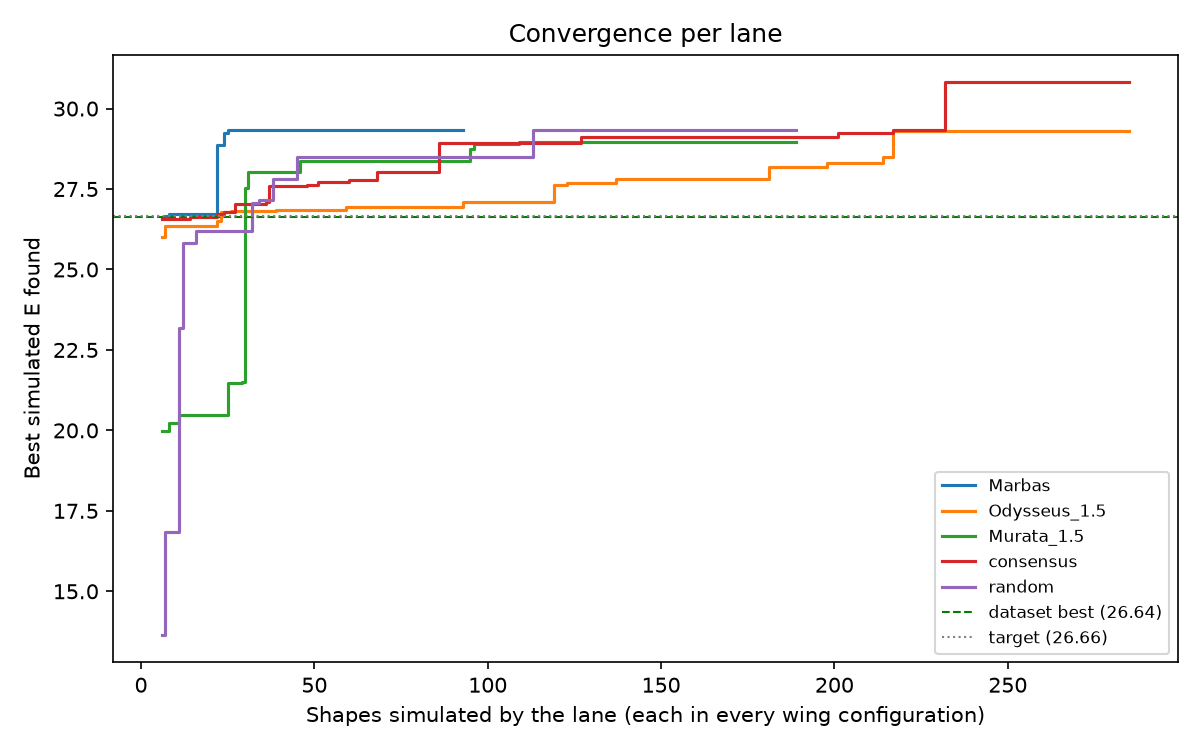 Convergence per lane
Best simulated E found
30.0
27.5
25.0
22.5
20.0
17.5
15.0
0 50 100 150 200 250
Shapes simulated by the lane (each in every wing configuration)
Marbas
Odysseus_1.5
Murata_1.5
consensus
random
dataset best (26.64)
target (26.66)